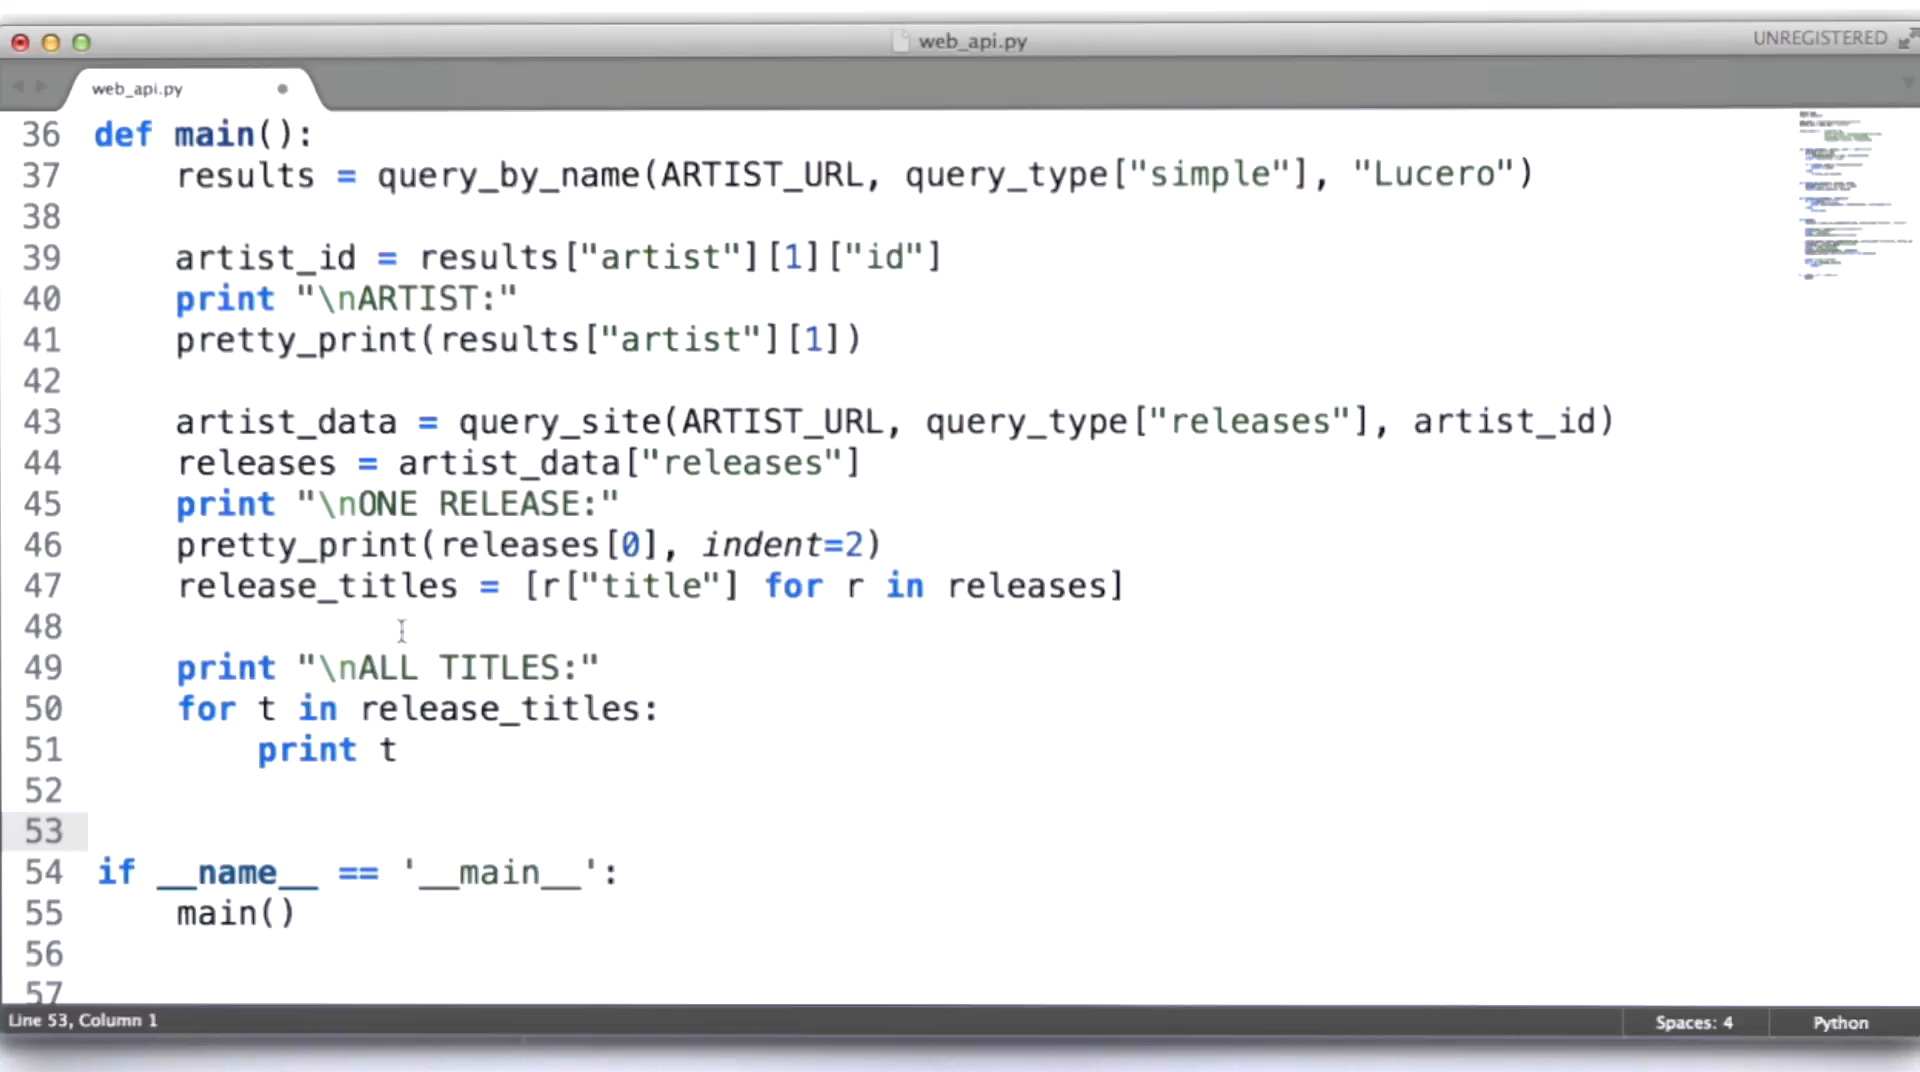 web_api.py
UNREGISTERED
web_api.py
36 def main():
37     results = query_by_name(ARTIST_URL, query_type["simple"], "Lucero")
38
39     artist_id = results["artist"][1]["id"]
40     print "\nARTIST:"
41     pretty_print(results["artist"][1])
42
43     artist_data = query_site(ARTIST_URL, query_type["releases"], artist_id)
44     releases = artist_data["releases"]
45     print "\nONE RELEASE:"
46     pretty_print(releases[0], indent=2)
47     release_titles = [r["title"] for r in releases]
48
49     print "\nALL TITLES:"
50     for t in release_titles:
51         print t
52
53
54 if __name__ == '__main__':
55     main()
56
57
Line 53, Column 1
Spaces: 4
Python